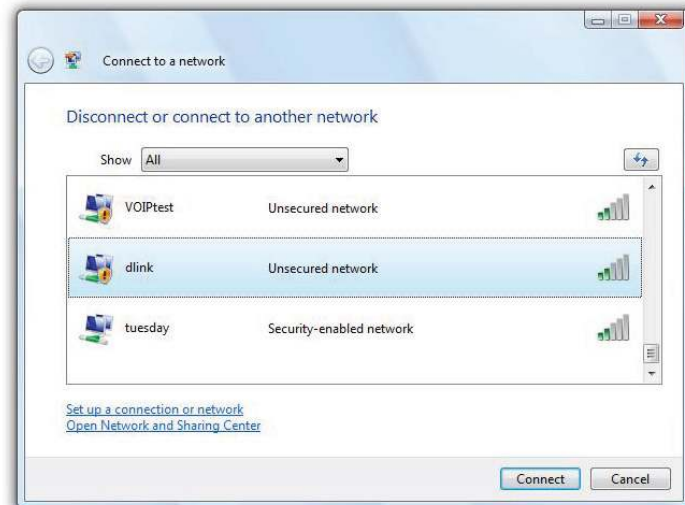 Connect to a network
Disconnect or connect to another network
Show All
VOIPtest Unsecured network
dlink Unsecured network
tuesday Security-enabled network
Set up a connection or network
Open Network and Sharing Center
Connect Cancel